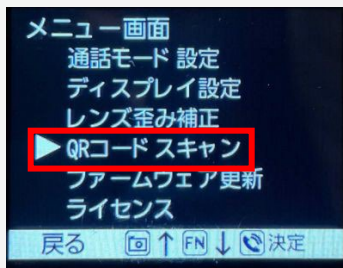 メニュー画面
通話モード 設定
ディスプレイ設定
レンズ歪み補正
▶ QRコード スキャン
ファームウェア更新
ライセンス
戻る ↑ FN ↓ 決定